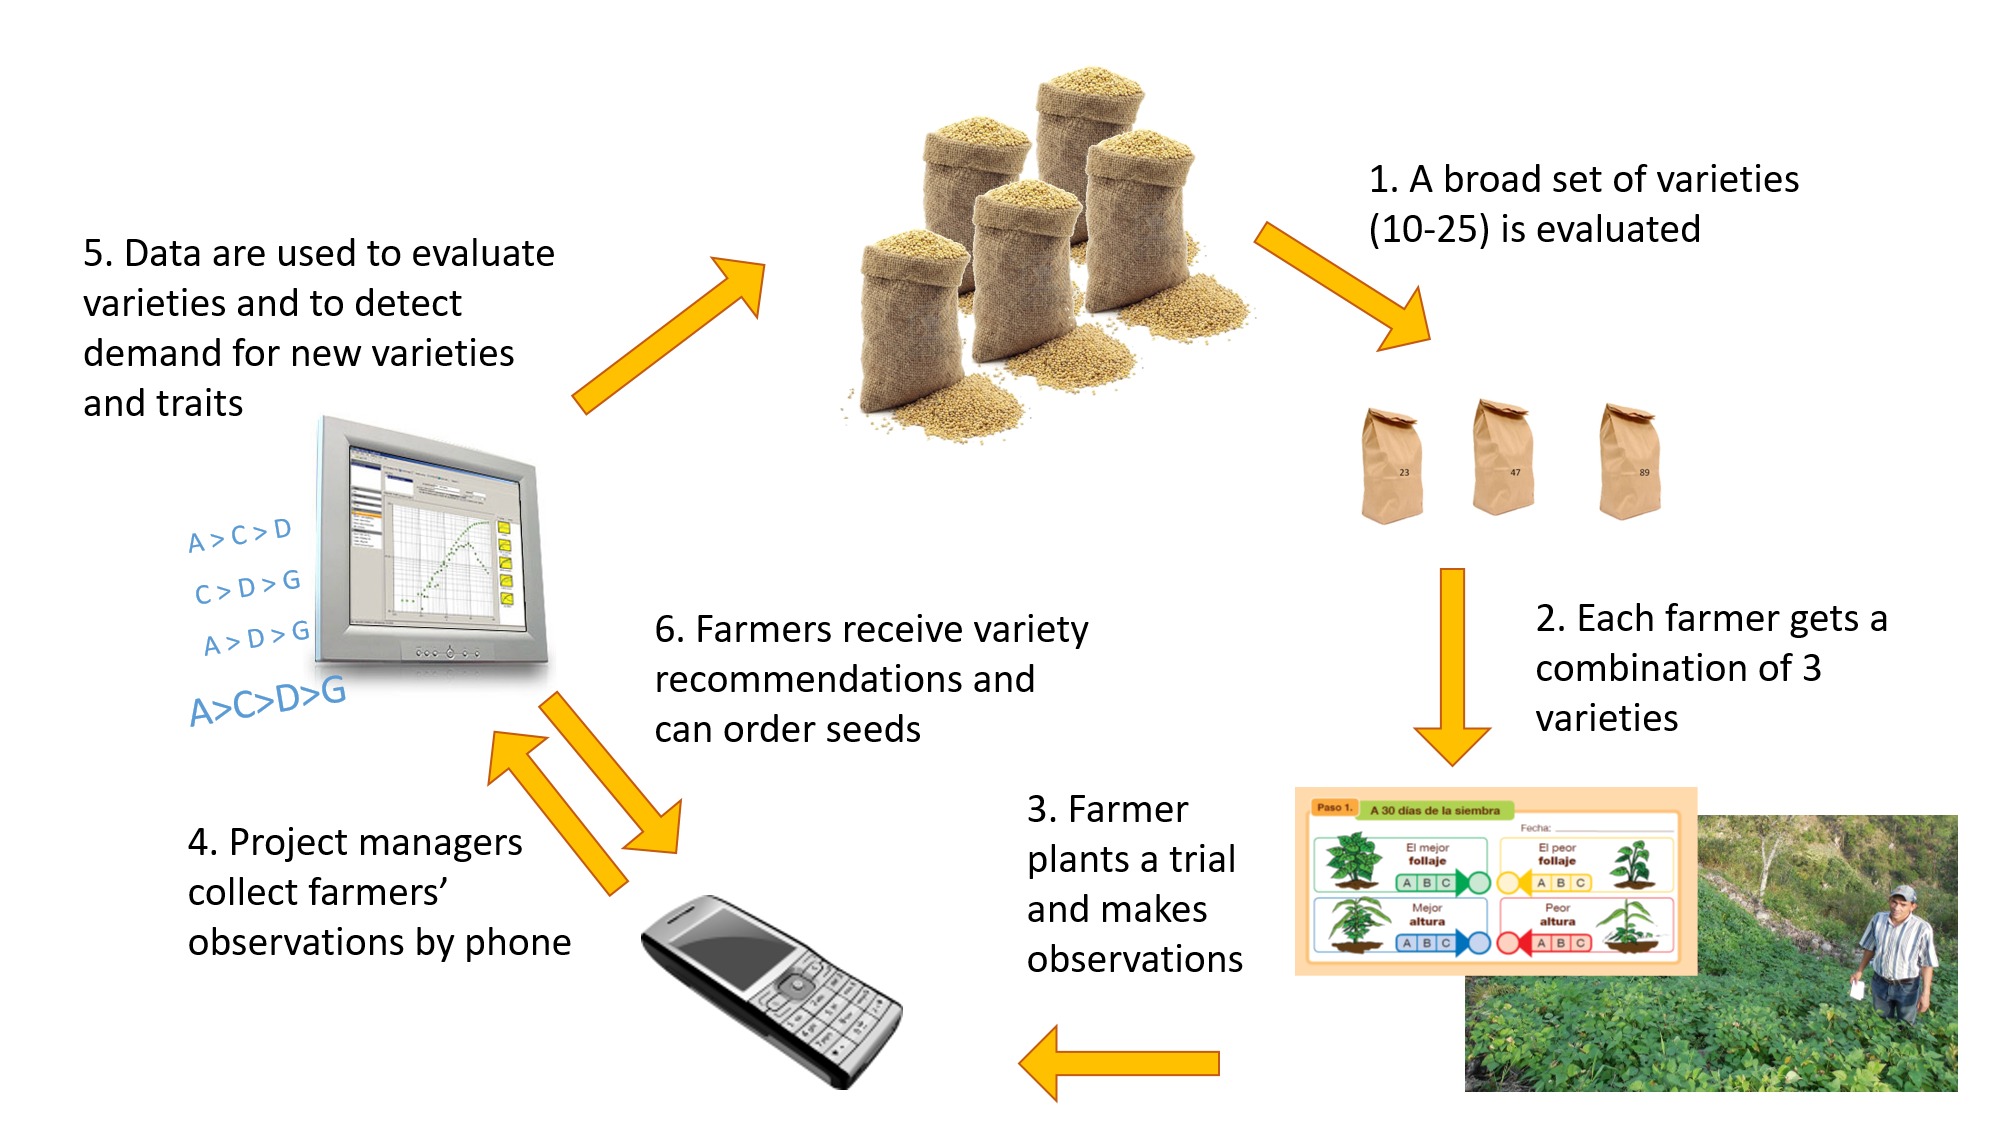 1. A broad set of varieties
(10-25) is evaluated
23
47
89
2. Each farmer gets a
combination of 3
varieties
Paso 1.
A 30 días de la siembra
Fecha:
El mejor
follaje
A B C
El peor
follaje
A B C
Mejor
altura
A B C
Peor
altura
A B C
3. Farmer
plants a trial
and makes
observations
4. Project managers
collect farmers’
observations by phone
5. Data are used to evaluate
varieties and to detect
demand for new varieties
and traits
A > C > D
C > D > G
A > D > G
A>C>D>G
6. Farmers receive variety
recommendations and
can order seeds